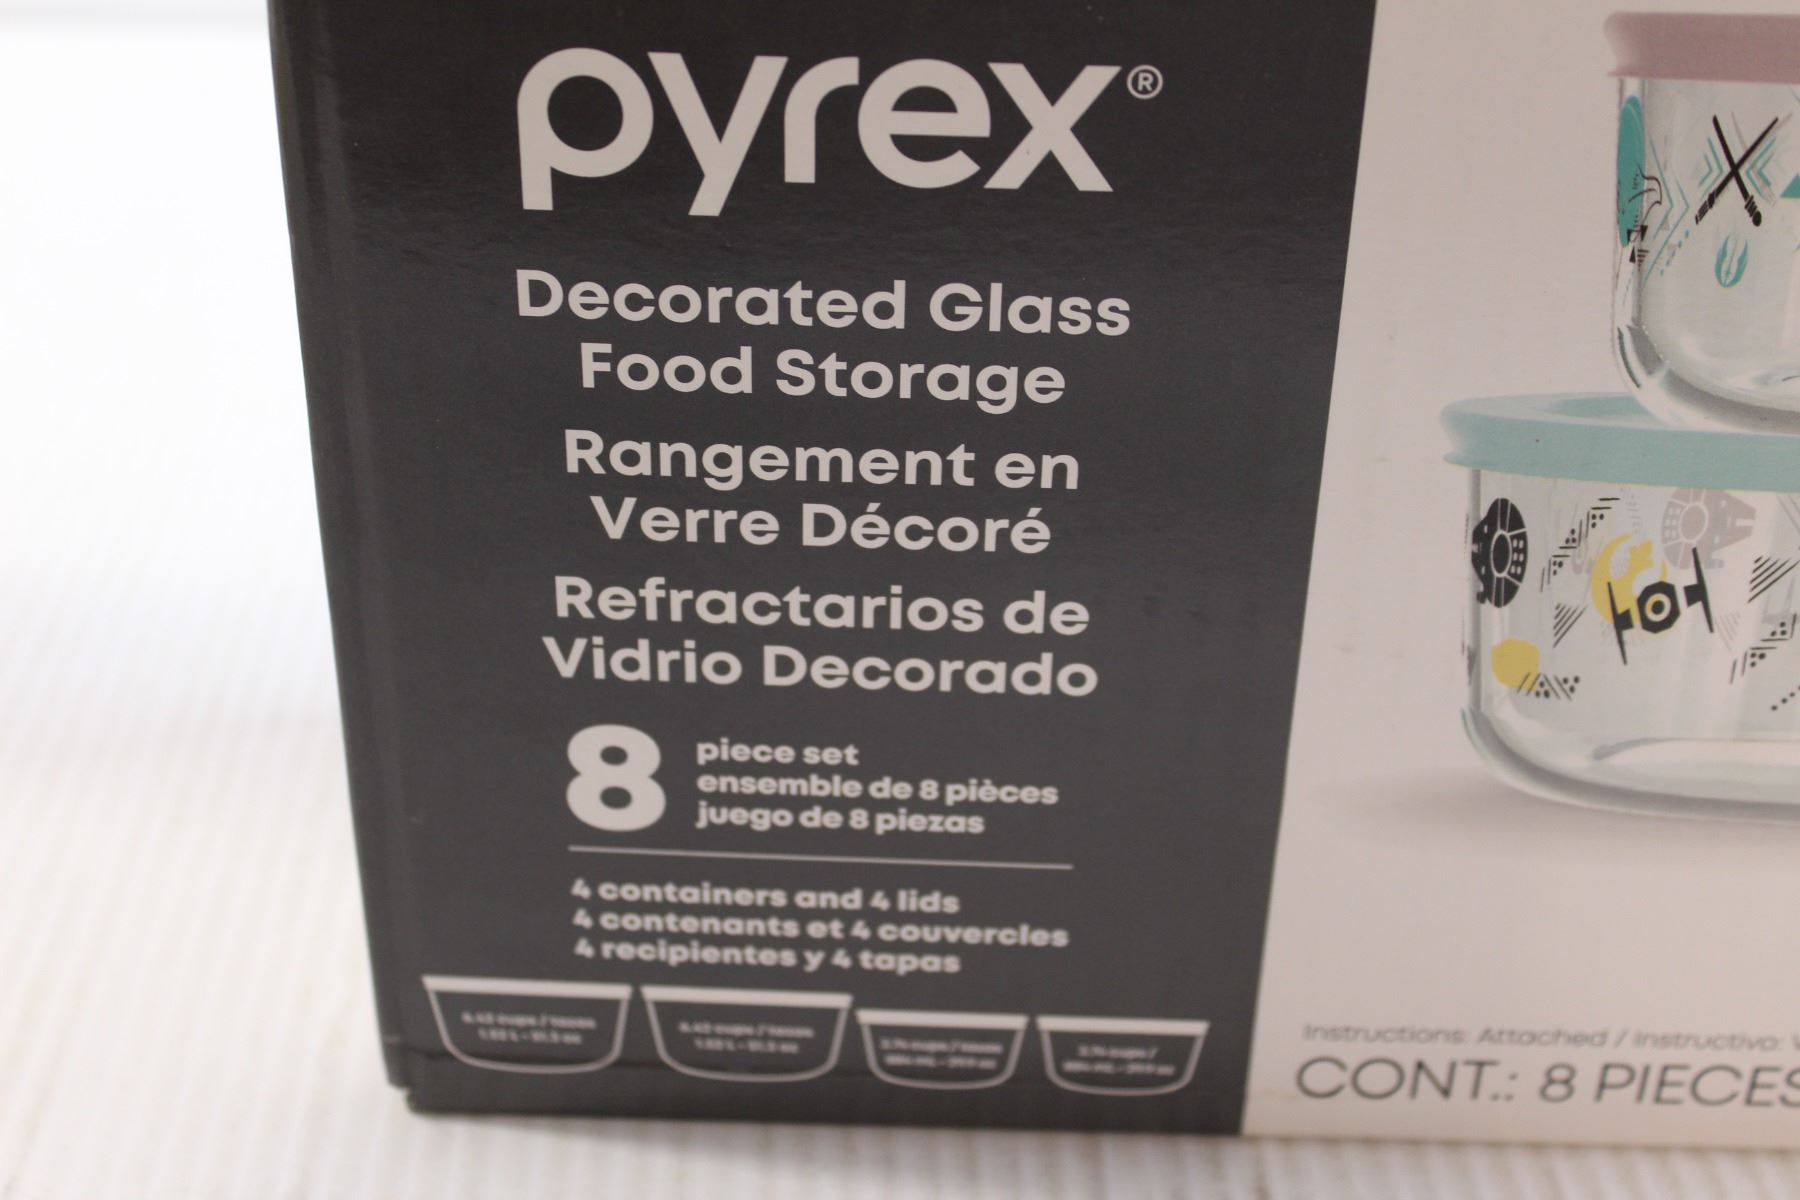 pyrex®
Decorated Glass
Food Storage
Rangement en
Verre Décoré
Refractarios de
Vidrio Decorado
8 piece set
ensemble de 8 pièces
juego de 8 piezas
4 containers and 4 lids
4 contenants et 4 couvercles
4 recipientes y 4 tapas
Instructions: Attached / Instructivo:
CONT.: 8 PIECES